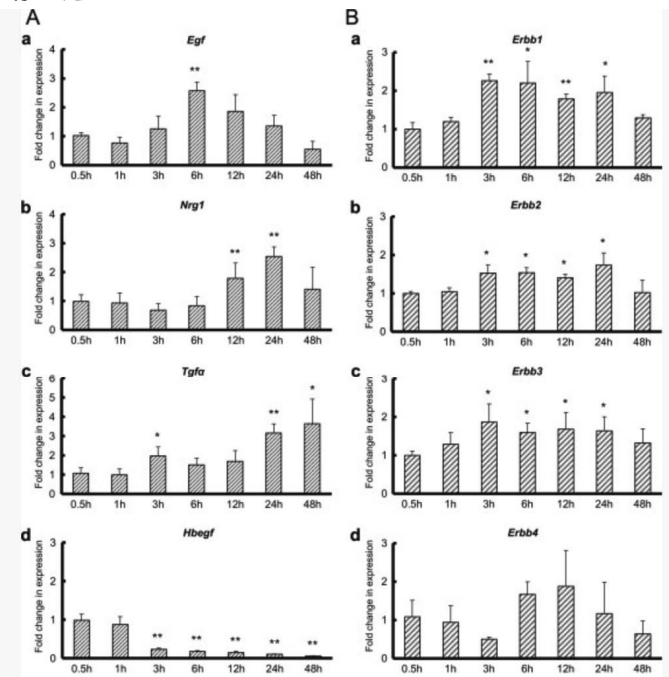 A
B
a
Egf
Fold change in expression
4
3
2
1
0
**
0.5h 1h 3h 6h 12h 24h 48h
b
Nrg1
Fold change in expression
4
3
2
1
0
** **
0.5h 1h 3h 6h 12h 24h 48h
c
Tgfα
Fold change in expression
6
5
4
3
2
1
0
* ** *
0.5h 1h 3h 6h 12h 24h 48h
d
Hbegf
Fold change in expression
3
2
1
0
** ** ** ** **
0.5h 1h 3h 6h 12h 24h 48h
a
Erbb1
Fold change in expression
3
2
1
0
** * ** *
0.5h 1h 3h 6h 12h 24h 48h
b
Erbb2
Fold change in expression
3
2
1
0
* * * *
0.5h 1h 3h 6h 12h 24h 48h
c
Erbb3
Fold change in expression
3
2
1
0
* * * *
0.5h 1h 3h 6h 12h 24h 48h
d
Erbb4
Fold change in expression
3
2
1
0
0.5h 1h 3h 6h 12h 24h 48h